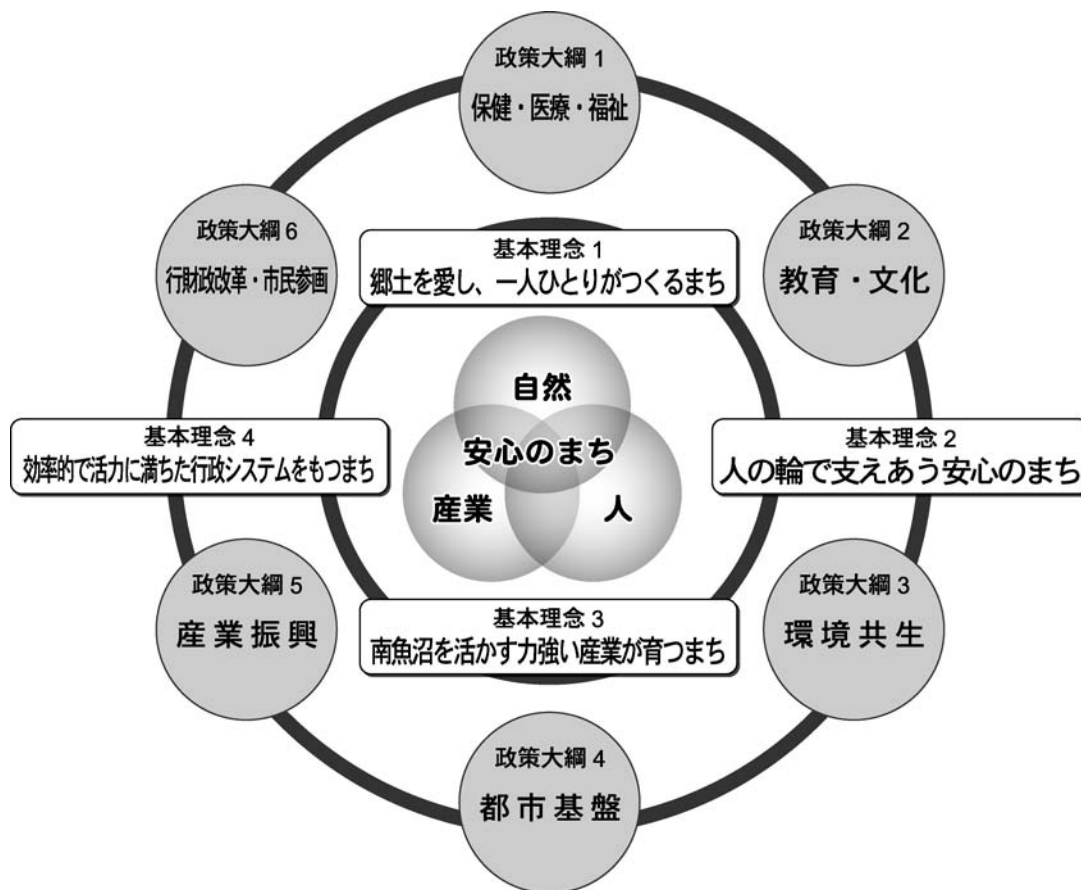 政策大綱 1
保健・医療・福祉
政策大綱 6
行財政改革・市民参画
政策大綱 2
教育・文化
基本理念 1
郷土を愛し、一人ひとりがつくるまち
自然
安心のまち
産業
人
基本理念 4
効率的で活力に満ちた行政システムをもつまち
基本理念 2
人の輪で支えあう安心のまち
政策大綱 5
産業振興
基本理念 3
南魚沼を活かす力強い産業が育つまち
政策大綱 3
環境共生
政策大綱 4
都市基盤